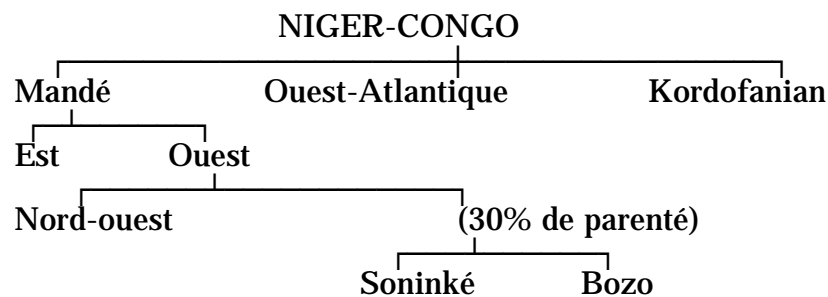 NIGER-CONGO
Mandé Ouest-Atlantique Kordofanian
Est Ouest
Nord-ouest (30% de parenté)
Soninké Bozo